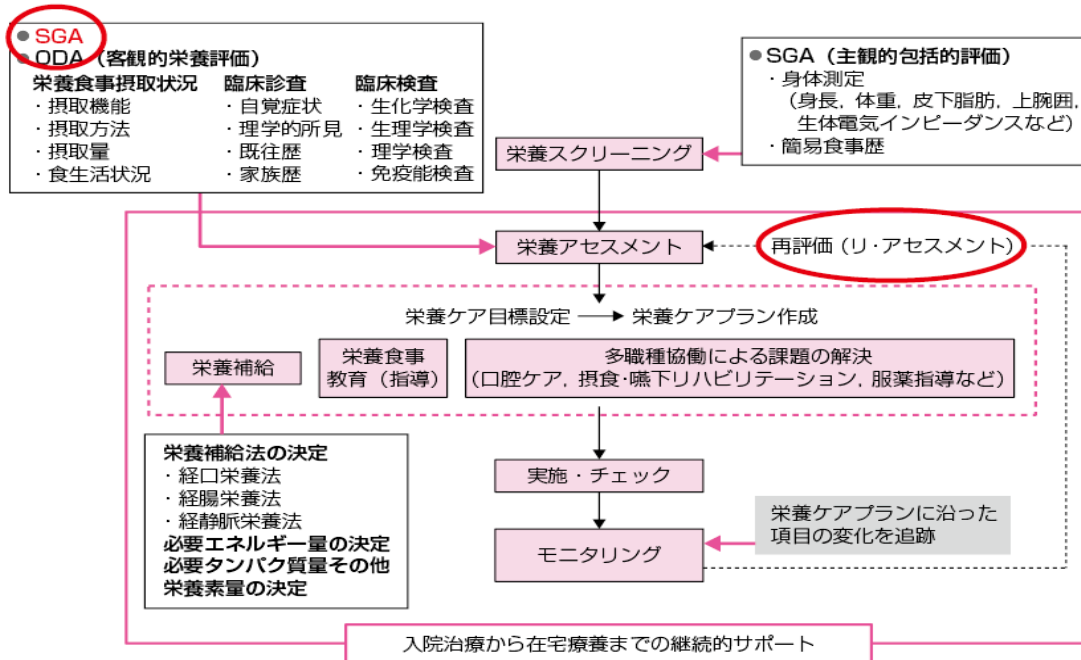 ● SGA
● ODA（客観的栄養評価）
栄養食事摂取状況
・摂取機能
・摂取方法
・摂取量
・食生活状況
臨床診査
・自覚症状
・理学的所見
・既往歴
・家族歴
臨床検査
・生化学検査
・生理学検査
・理学検査
・免疫能検査
● SGA（主観的包括的評価）
・身体測定
（身長，体重，皮下脂肪，上腕囲，
生体電気インピーダンスなど）
・簡易食事歴
栄養スクリーニング
栄養アセスメント
再評価（リ・アセスメント）
栄養ケア目標設定
栄養ケアプラン作成
栄養補給
栄養食事
教育（指導）
多職種協働による課題の解決
（口腔ケア，摂食・嚥下リハビリテーション，服薬指導など）
栄養補給法の決定
・経口栄養法
・経腸栄養法
・経静脈栄養法
必要エネルギー量の決定
必要タンパク質量その他
栄養素量の決定
実施・チェック
モニタリング
栄養ケアプランに沿った
項目の変化を追跡
入院治療から在宅療養までの継続的サポート